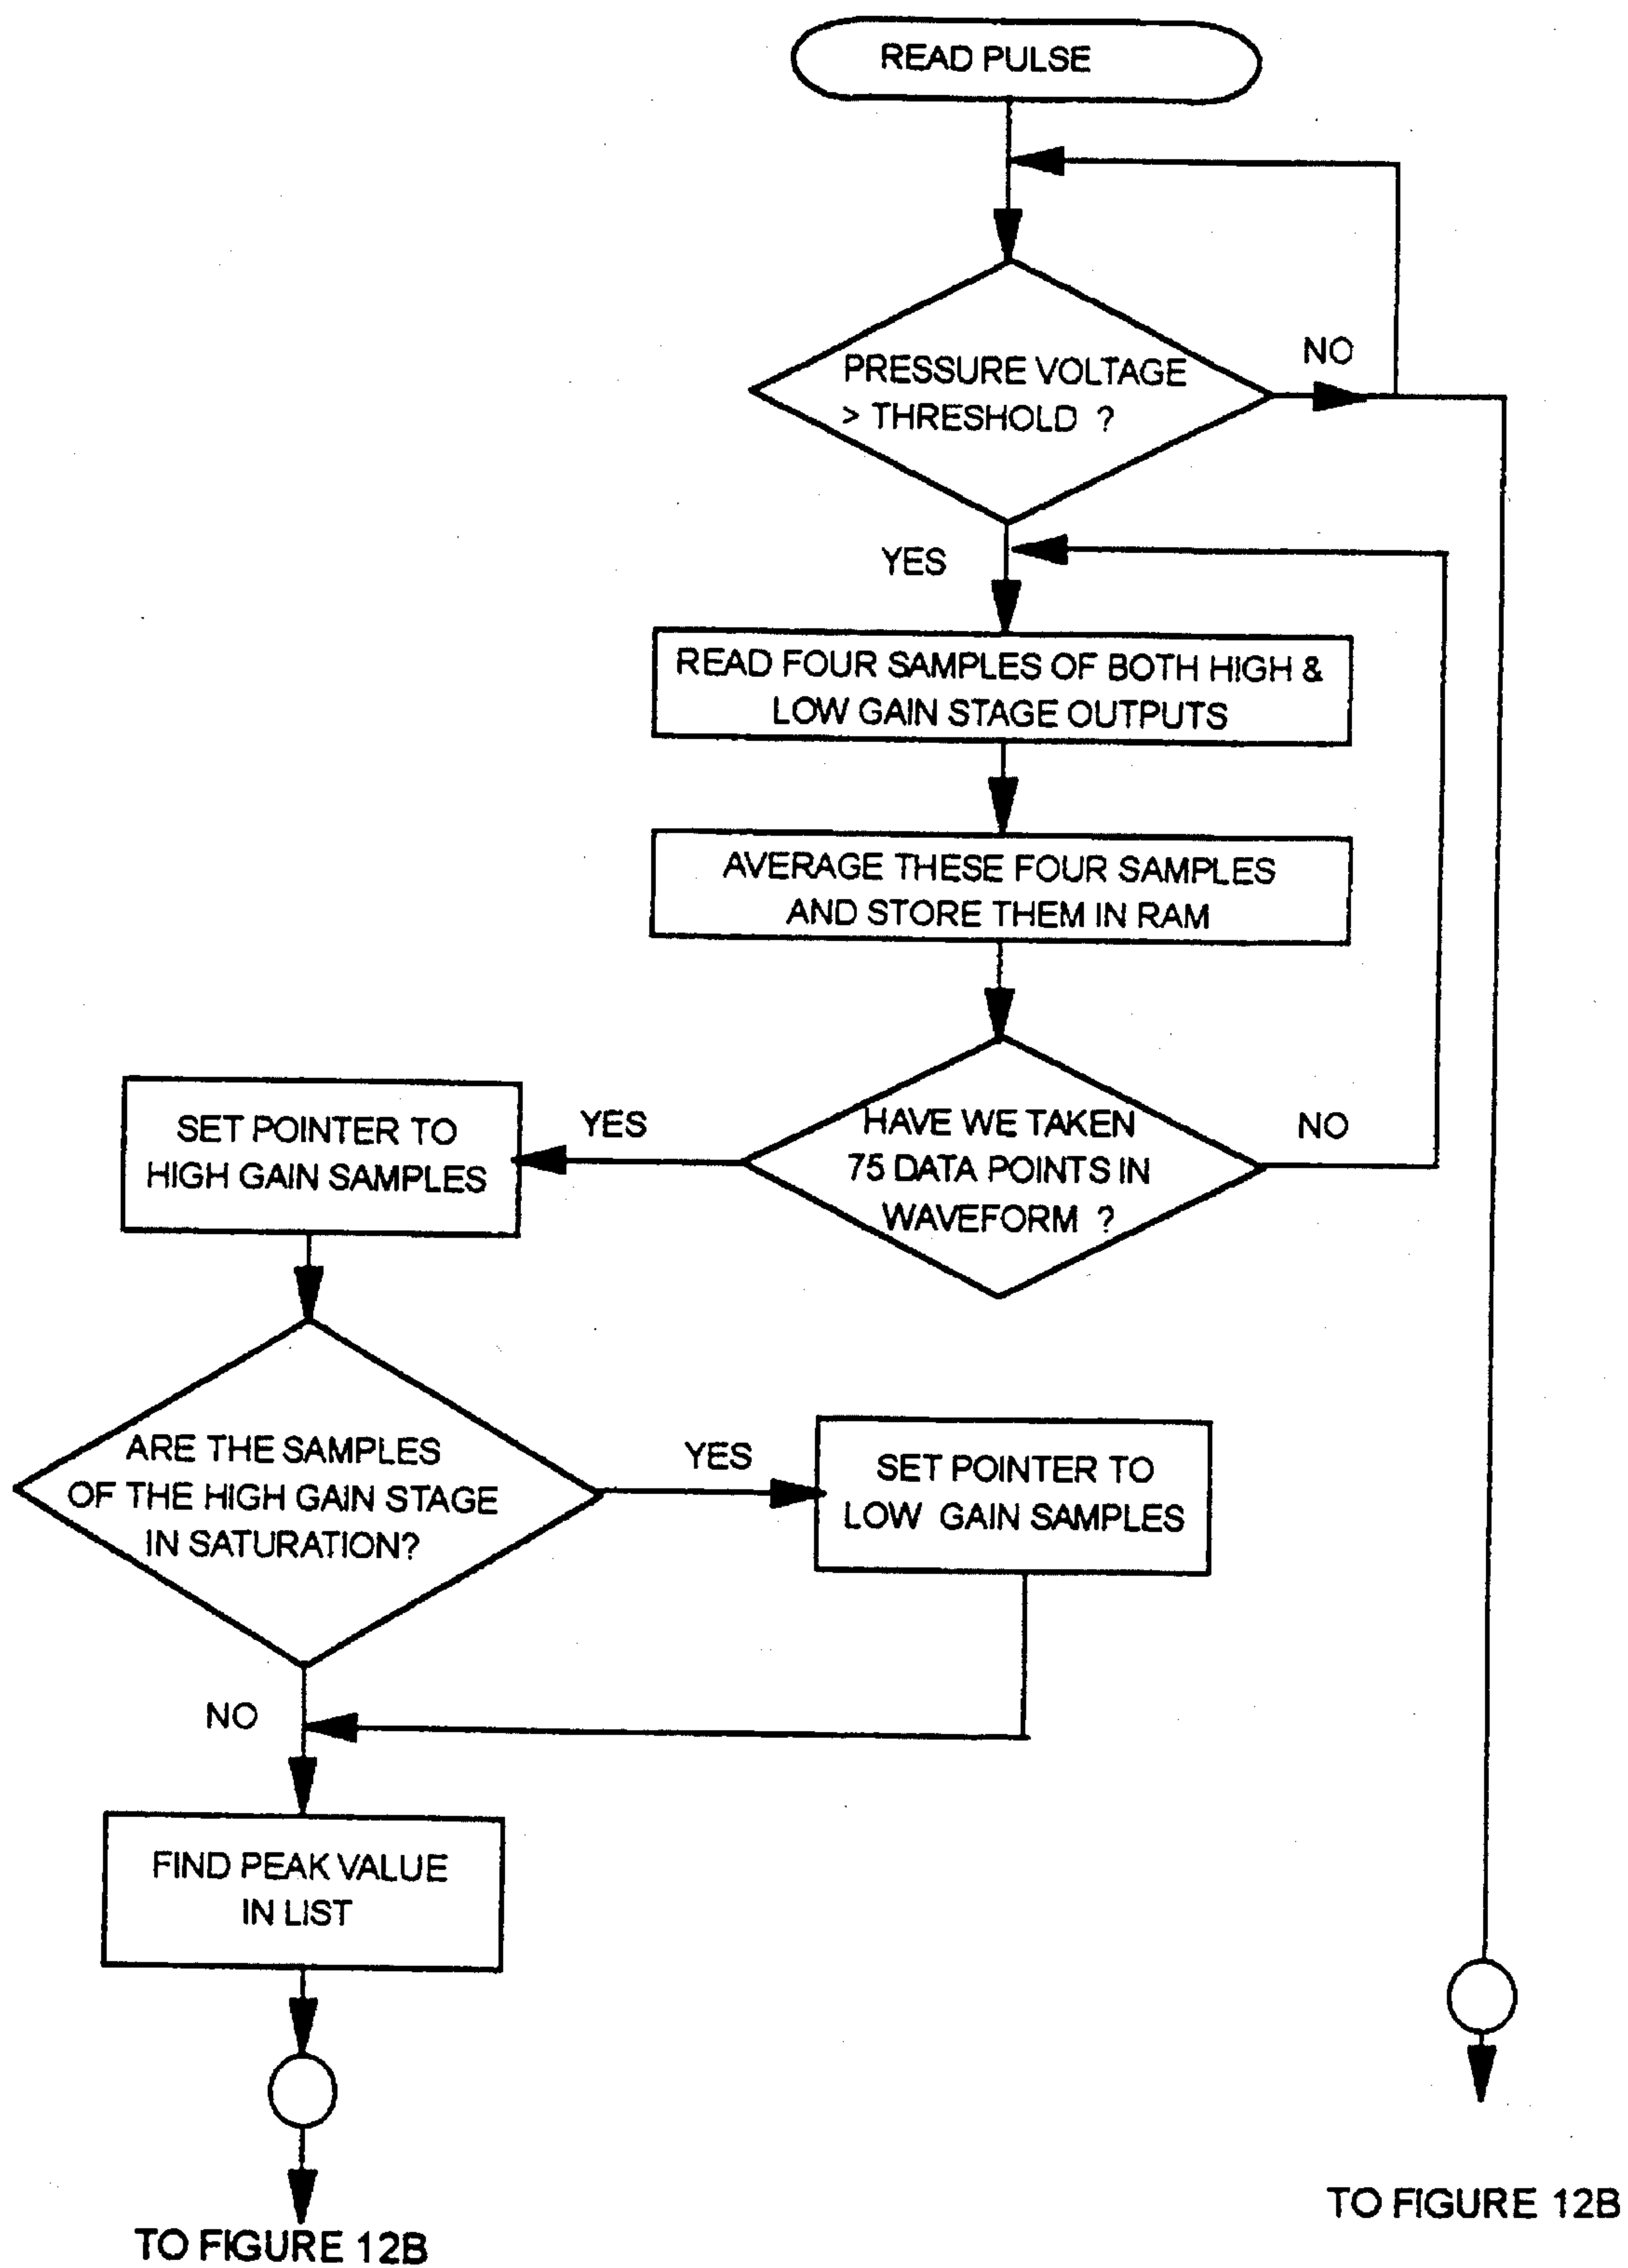 READ PULSE
PRESSURE VOLTAGE
> THRESHOLD ?
NO
YES
READ FOUR SAMPLES OF BOTH HIGH &
LOW GAIN STAGE OUTPUTS
AVERAGE THESE FOUR SAMPLES
AND STORE THEM IN RAM
HAVE WE TAKEN
75 DATA POINTS IN
WAVEFORM ?
NO
YES
SET POINTER TO
HIGH GAIN SAMPLES
ARE THE SAMPLES
OF THE HIGH GAIN STAGE
IN SATURATION?
YES
SET POINTER TO
LOW GAIN SAMPLES
NO
FIND PEAK VALUE
IN LIST
TO FIGURE 12B
TO FIGURE 12B